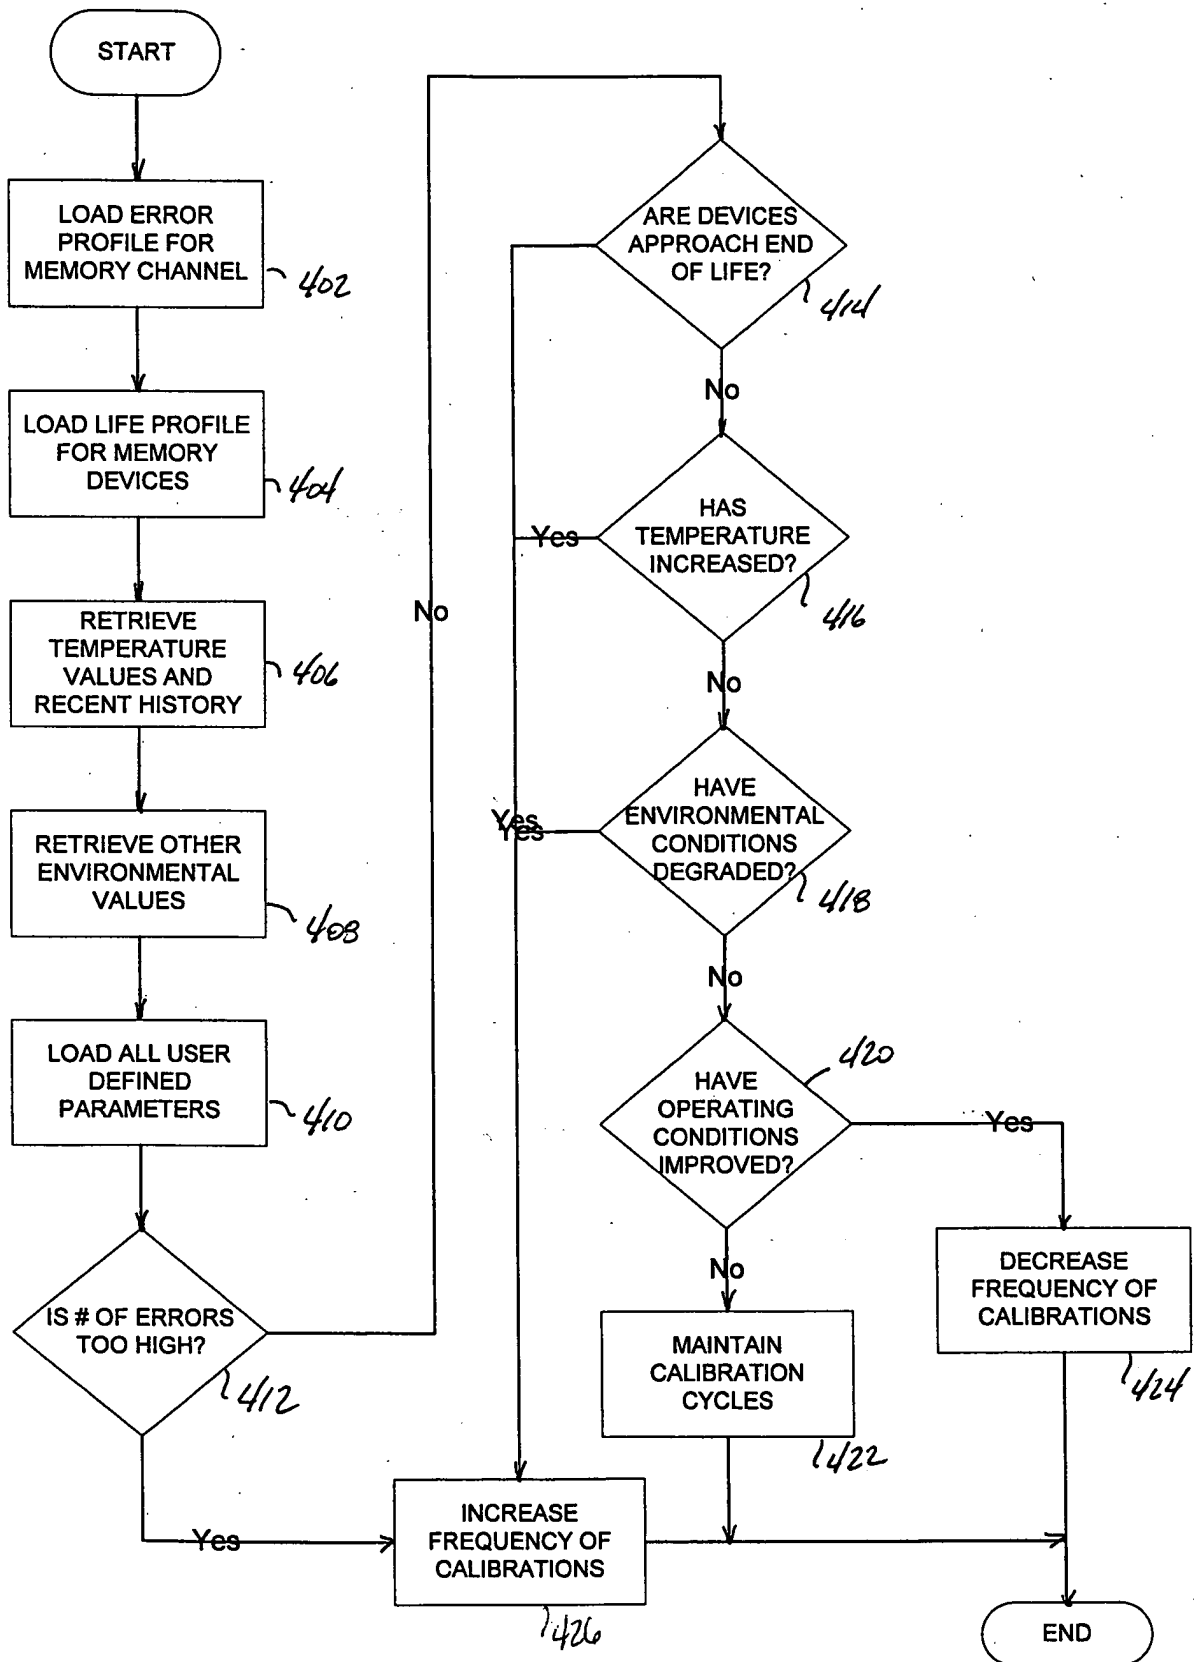 START
LOAD ERROR
PROFILE FOR
MEMORY CHANNEL
402
LOAD LIFE PROFILE
FOR MEMORY
DEVICES
404
RETRIEVE
TEMPERATURE
VALUES AND
RECENT HISTORY
406
RETRIEVE OTHER
ENVIRONMENTAL
VALUES
408
LOAD ALL USER
DEFINED
PARAMETERS
410
IS # OF ERRORS
TOO HIGH?
412
Yes
No
ARE DEVICES
APPROACH END
OF LIFE?
414
No
Yes
HAS
TEMPERATURE
INCREASED?
416
Yes
No
HAVE
ENVIRONMENTAL
CONDITIONS
DEGRADED?
418
Yes
No
HAVE
OPERATING
CONDITIONS
IMPROVED?
420
Yes
No
MAINTAIN
CALIBRATION
CYCLES
422
DECREASE
FREQUENCY OF
CALIBRATIONS
424
INCREASE
FREQUENCY OF
CALIBRATIONS
426
END